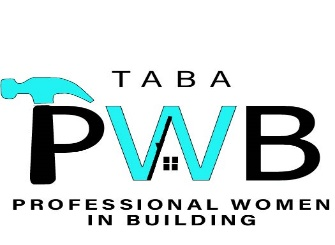 TABA
PWB
PROFESSIONAL WOMEN
IN BUILDING